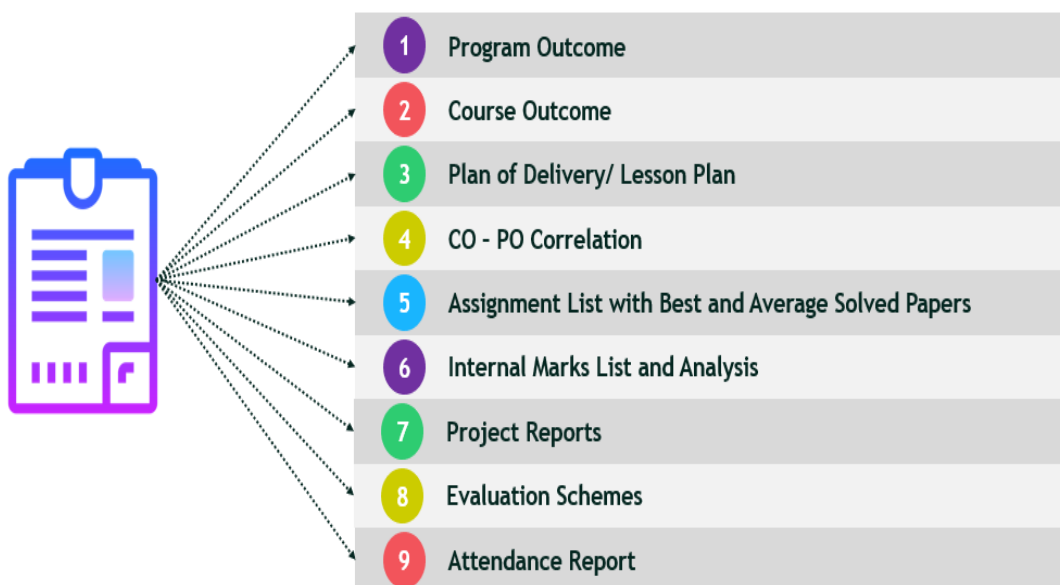 1 Program Outcome
2 Course Outcome
3 Plan of Delivery/ Lesson Plan
4 CO - PO Correlation
5 Assignment List with Best and Average Solved Papers
6 Internal Marks List and Analysis
7 Project Reports
8 Evaluation Schemes
9 Attendance Report